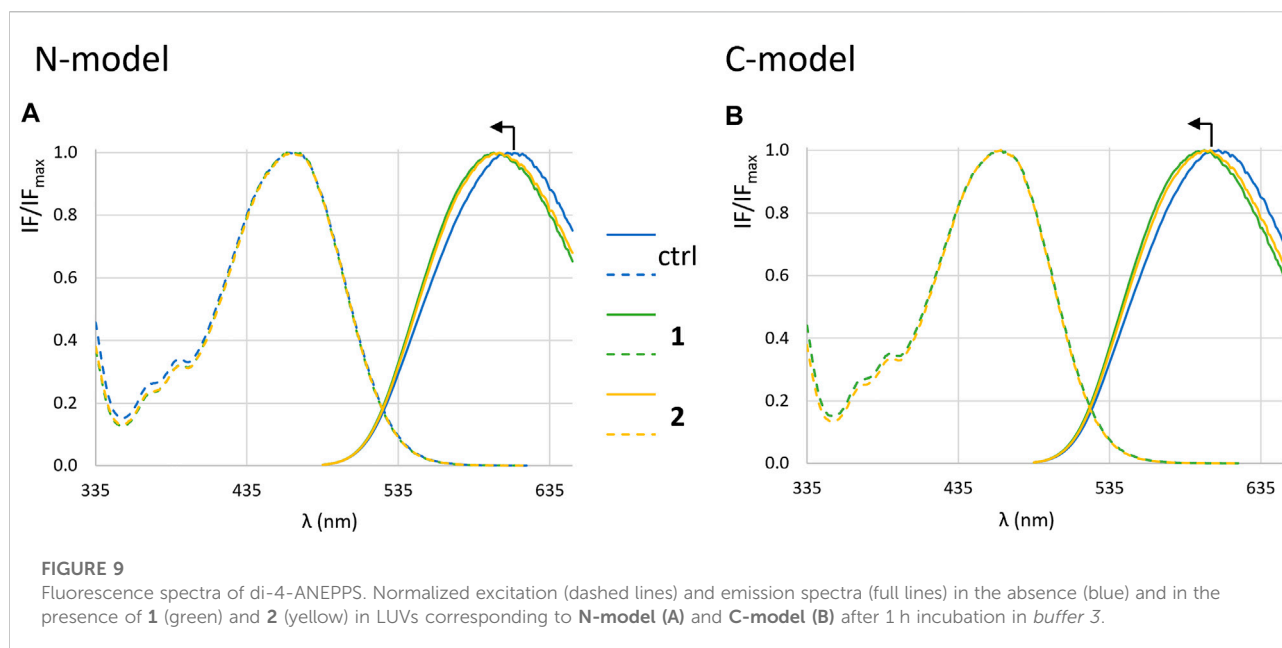 N-model
C-model
A
B
IF/IFmax
1.0
0.8
0.6
0.4
0.2
0.0
335
435
535
635
λ (nm)
ctrl
1
2
IF/IFmax
1.0
0.8
0.6
0.4
0.2
0.0
335
435
535
635
λ (nm)
FIGURE 9
Fluorescence spectra of di-4-ANEPPS. Normalized excitation (dashed lines) and emission spectra (full lines) in the absence (blue) and in the
presence of 1 (green) and 2 (yellow) in LUVs corresponding to N-model (A) and C-model (B) after 1 h incubation in buffer 3.